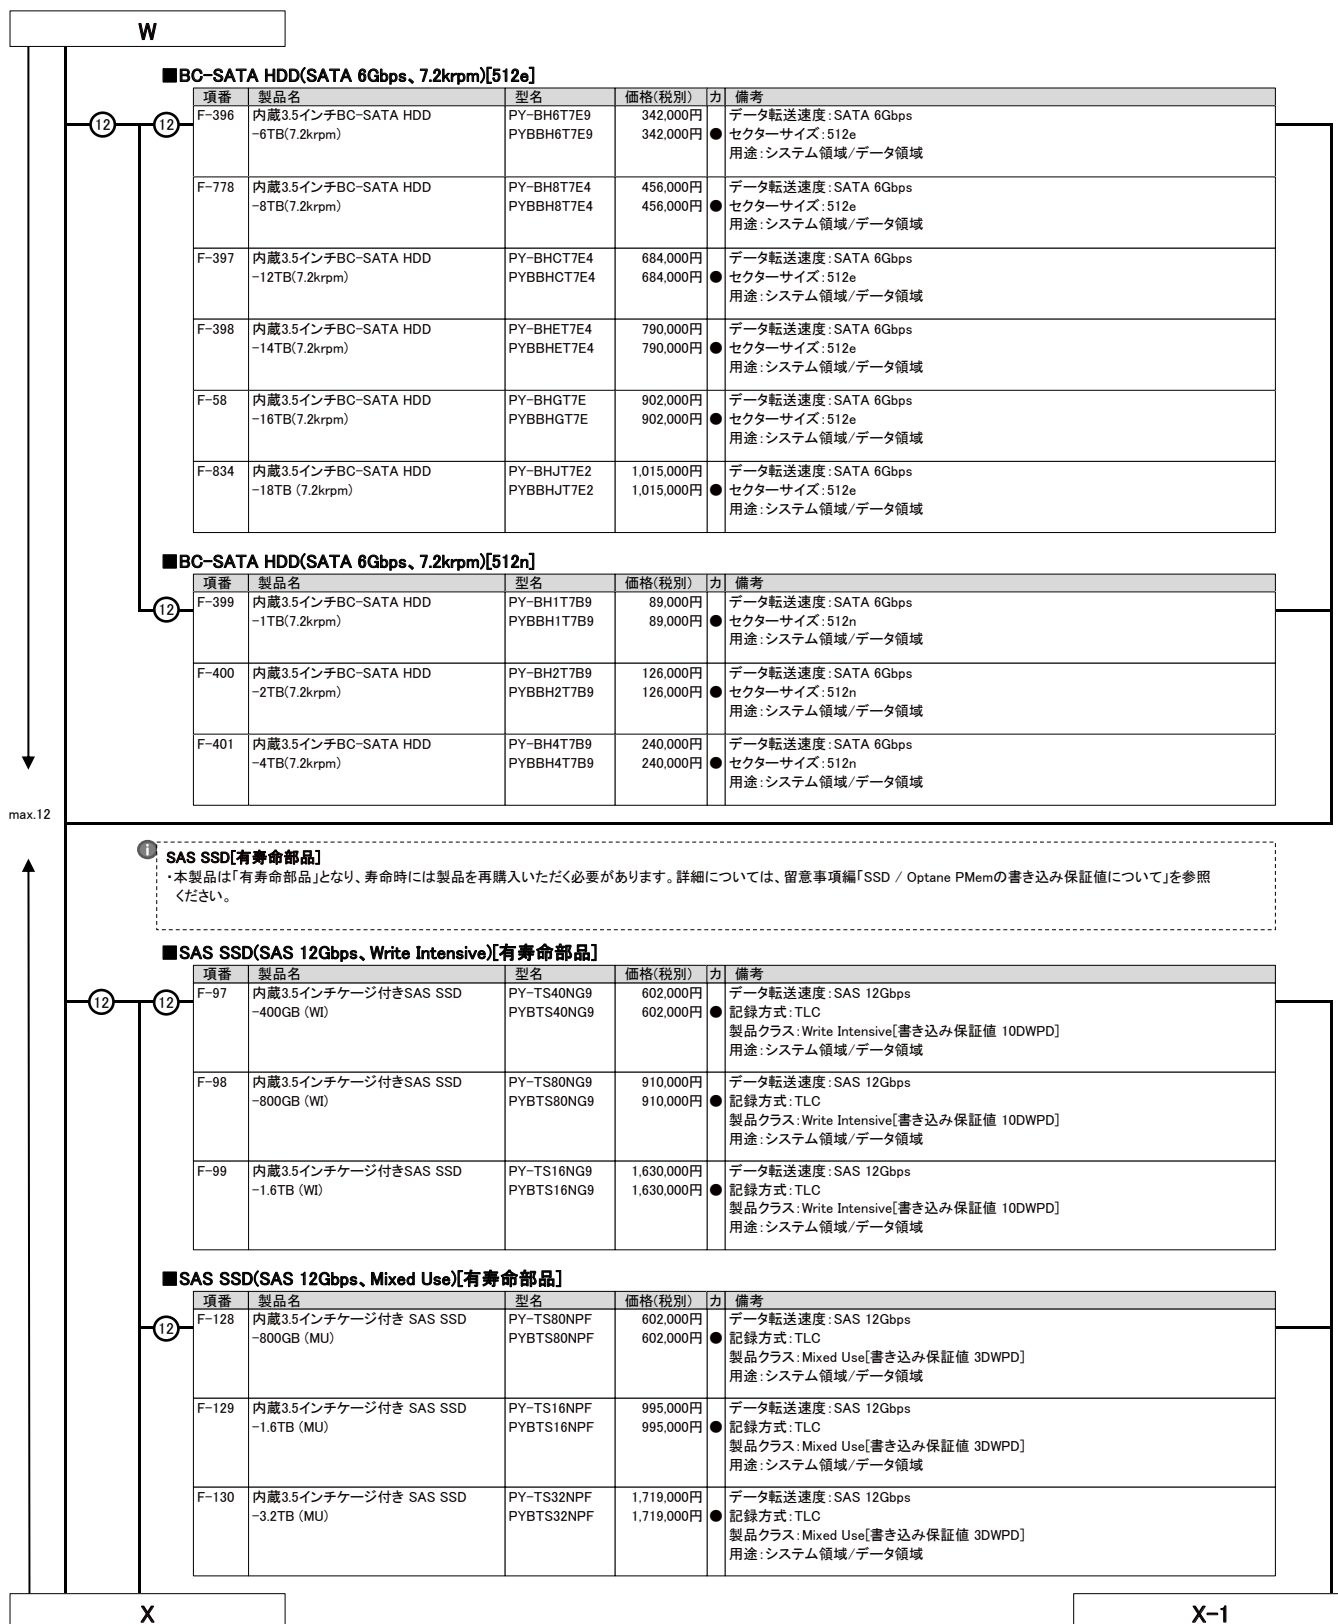 W
■BC-SATA HDD(SATA 6Gbps、7.2krpm)[512e]
項番 製品名 型名 価格(税別) カ 備考
⑫ ⑫ F-396 内蔵3.5インチBC-SATA HDD PY-BH6T7E9 342,000円 データ転送速度:SATA 6Gbps
-6TB(7.2krpm) PYBBH6T7E9 342,000円 ● セクターサイズ:512e
用途:システム領域/データ領域
F-778 内蔵3.5インチBC-SATA HDD PY-BH8T7E4 456,000円 データ転送速度:SATA 6Gbps
-8TB(7.2krpm) PYBBH8T7E4 456,000円 ● セクターサイズ:512e
用途:システム領域/データ領域
F-397 内蔵3.5インチBC-SATA HDD PY-BHCT7E4 684,000円 データ転送速度:SATA 6Gbps
-12TB(7.2krpm) PYBBHCT7E4 684,000円 ● セクターサイズ:512e
用途:システム領域/データ領域
F-398 内蔵3.5インチBC-SATA HDD PY-BHET7E4 790,000円 データ転送速度:SATA 6Gbps
-14TB(7.2krpm) PYBBHET7E4 790,000円 ● セクターサイズ:512e
用途:システム領域/データ領域
F-58 内蔵3.5インチBC-SATA HDD PY-BHGT7E 902,000円 データ転送速度:SATA 6Gbps
-16TB(7.2krpm) PYBBHGT7E 902,000円 ● セクターサイズ:512e
用途:システム領域/データ領域
F-834 内蔵3.5インチBC-SATA HDD PY-BHJT7E2 1,015,000円 データ転送速度:SATA 6Gbps
-18TB (7.2krpm) PYBBHJT7E2 1,015,000円 ● セクターサイズ:512e
用途:システム領域/データ領域
■BC-SATA HDD(SATA 6Gbps、7.2krpm)[512n]
項番 製品名 型名 価格(税別) カ 備考
⑫ F-399 内蔵3.5インチBC-SATA HDD PY-BH1T7B9 89,000円 データ転送速度:SATA 6Gbps
-1TB(7.2krpm) PYBBH1T7B9 89,000円 ● セクターサイズ:512n
用途:システム領域/データ領域
F-400 内蔵3.5インチBC-SATA HDD PY-BH2T7B9 126,000円 データ転送速度:SATA 6Gbps
-2TB(7.2krpm) PYBBH2T7B9 126,000円 ● セクターサイズ:512n
用途:システム領域/データ領域
F-401 内蔵3.5インチBC-SATA HDD PY-BH4T7B9 240,000円 データ転送速度:SATA 6Gbps
-4TB(7.2krpm) PYBBH4T7B9 240,000円 ● セクターサイズ:512n
用途:システム領域/データ領域
max.12
i SAS SSD[有寿命部品]
・本製品は「有寿命部品」となり、寿命時には製品を再購入いただく必要があります。詳細については、留意事項編「SSD / Optane PMemの書き込み保証値について」を参照
ください。
■SAS SSD(SAS 12Gbps、Write Intensive)[有寿命部品]
項番 製品名 型名 価格(税別) カ 備考
⑫ ⑫ F-97 内蔵3.5インチケージ付きSAS SSD PY-TS40NG9 602,000円 データ転送速度:SAS 12Gbps
-400GB (WI) PYBTS40NG9 602,000円 ● 記録方式:TLC
製品クラス:Write Intensive[書き込み保証値 10DWPD]
用途:システム領域/データ領域
F-98 内蔵3.5インチケージ付きSAS SSD PY-TS80NG9 910,000円 データ転送速度:SAS 12Gbps
-800GB (WI) PYBTS80NG9 910,000円 ● 記録方式:TLC
製品クラス:Write Intensive[書き込み保証値 10DWPD]
用途:システム領域/データ領域
F-99 内蔵3.5インチケージ付きSAS SSD PY-TS16NG9 1,630,000円 データ転送速度:SAS 12Gbps
-1.6TB (WI) PYBTS16NG9 1,630,000円 ● 記録方式:TLC
製品クラス:Write Intensive[書き込み保証値 10DWPD]
用途:システム領域/データ領域
■SAS SSD(SAS 12Gbps、Mixed Use)[有寿命部品]
項番 製品名 型名 価格(税別) カ 備考
⑫ F-128 内蔵3.5インチケージ付き SAS SSD PY-TS80NPF 602,000円 データ転送速度:SAS 12Gbps
-800GB (MU) PYBTS80NPF 602,000円 ● 記録方式:TLC
製品クラス:Mixed Use[書き込み保証値 3DWPD]
用途:システム領域/データ領域
F-129 内蔵3.5インチケージ付き SAS SSD PY-TS16NPF 995,000円 データ転送速度:SAS 12Gbps
-1.6TB (MU) PYBTS16NPF 995,000円 ● 記録方式:TLC
製品クラス:Mixed Use[書き込み保証値 3DWPD]
用途:システム領域/データ領域
F-130 内蔵3.5インチケージ付き SAS SSD PY-TS32NPF 1,719,000円 データ転送速度:SAS 12Gbps
-3.2TB (MU) PYBTS32NPF 1,719,000円 ● 記録方式:TLC
製品クラス:Mixed Use[書き込み保証値 3DWPD]
用途:システム領域/データ領域
X X-1